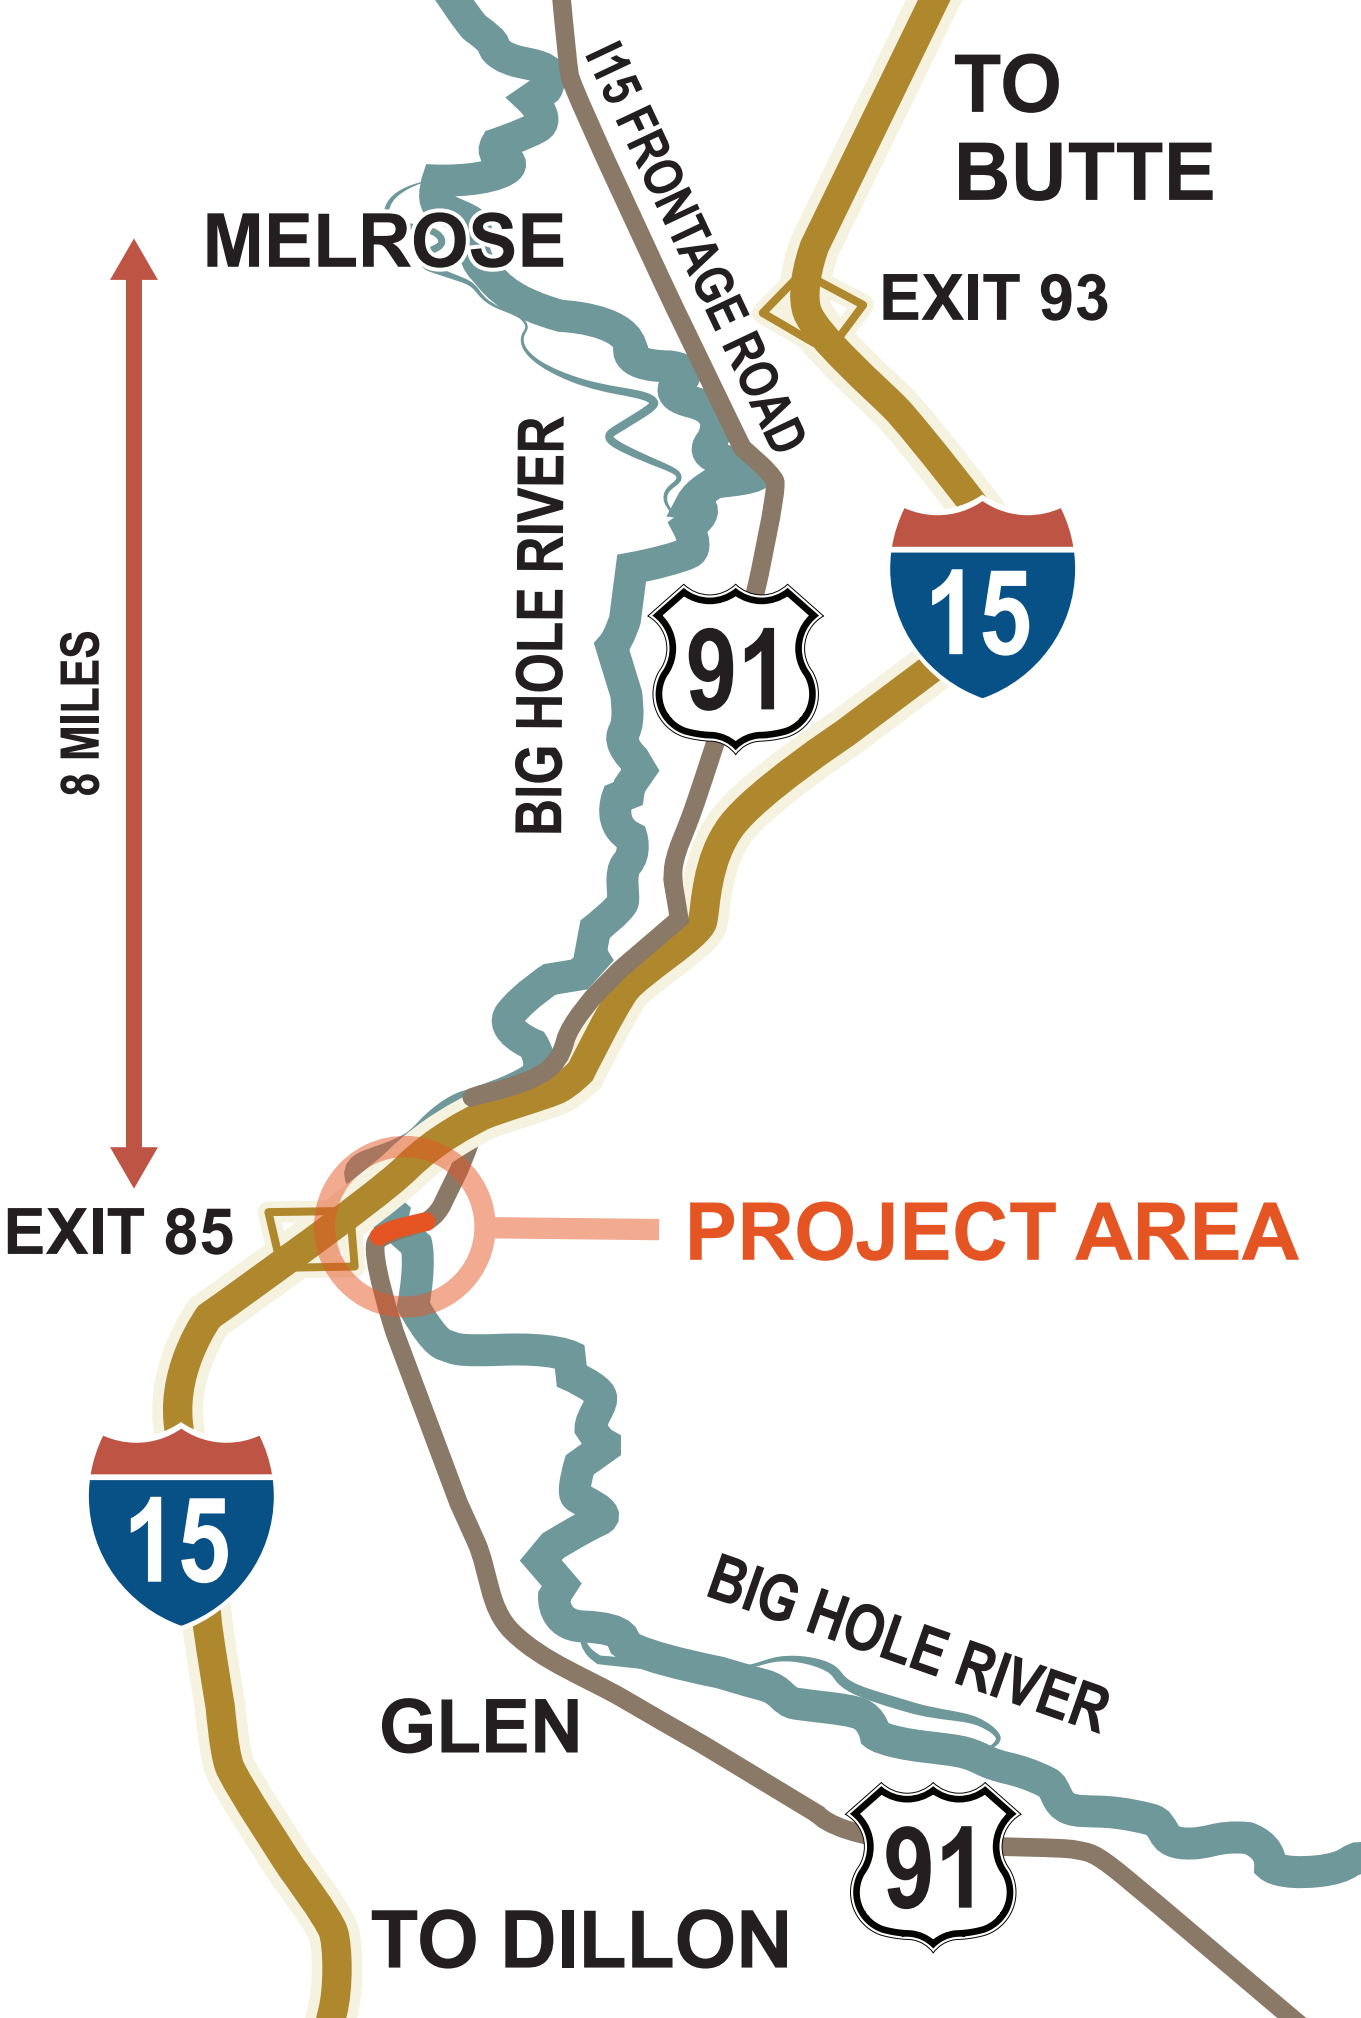 I15 FRONTAGE ROAD
TO
BUTTE
MELROSE
EXIT 93
BIG HOLE RIVER
15
91
8 MILES
EXIT 85
PROJECT AREA
15
BIG HOLE RIVER
GLEN
91
TO DILLON